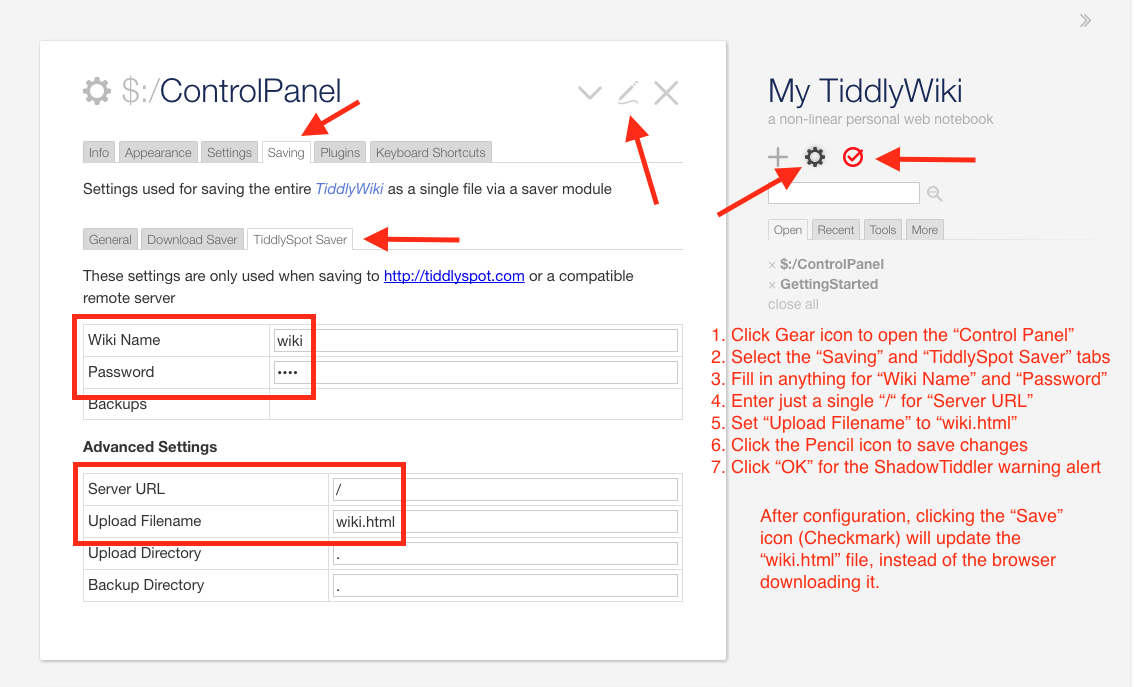 $:/ControlPanel
Info Appearance Settings Saving Plugins Keyboard Shortcuts
Settings used for saving the entire TiddlyWiki as a single file via a saver module
General Download Saver TiddlySpot Saver
These settings are only used when saving to http://tiddlyspot.com or a compatible
remote server
Wiki Name wiki
Password ••••
Backups
Advanced Settings
Server URL /
Upload Filename wiki.html
Upload Directory .
Backup Directory .
My TiddlyWiki
a non-linear personal web notebook
Open Recent Tools More
× $:/ControlPanel
× GettingStarted
close all
1. Click Gear icon to open the “Control Panel”
2. Select the “Saving” and “TiddlySpot Saver” tabs
3. Fill in anything for “Wiki Name” and “Password”
4. Enter just a single “/“ for “Server URL”
5. Set “Upload Filename” to “wiki.html”
6. Click the Pencil icon to save changes
7. Click “OK” for the ShadowTiddler warning alert
After configuration, clicking the “Save”
icon (Checkmark) will update the
“wiki.html” file, instead of the browser
downloading it.